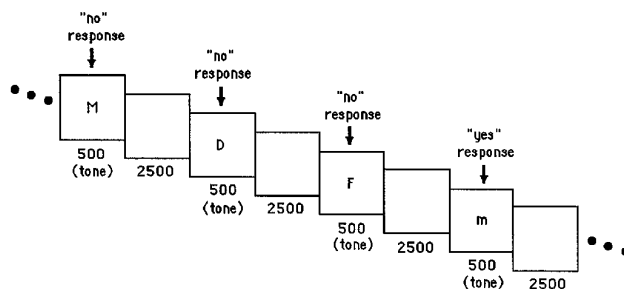 "no"
response
M
500
(tone)
2500
"no"
response
D
500
(tone)
2500
"no"
response
F
500
(tone)
2500
"yes"
response
m
500
(tone)
2500